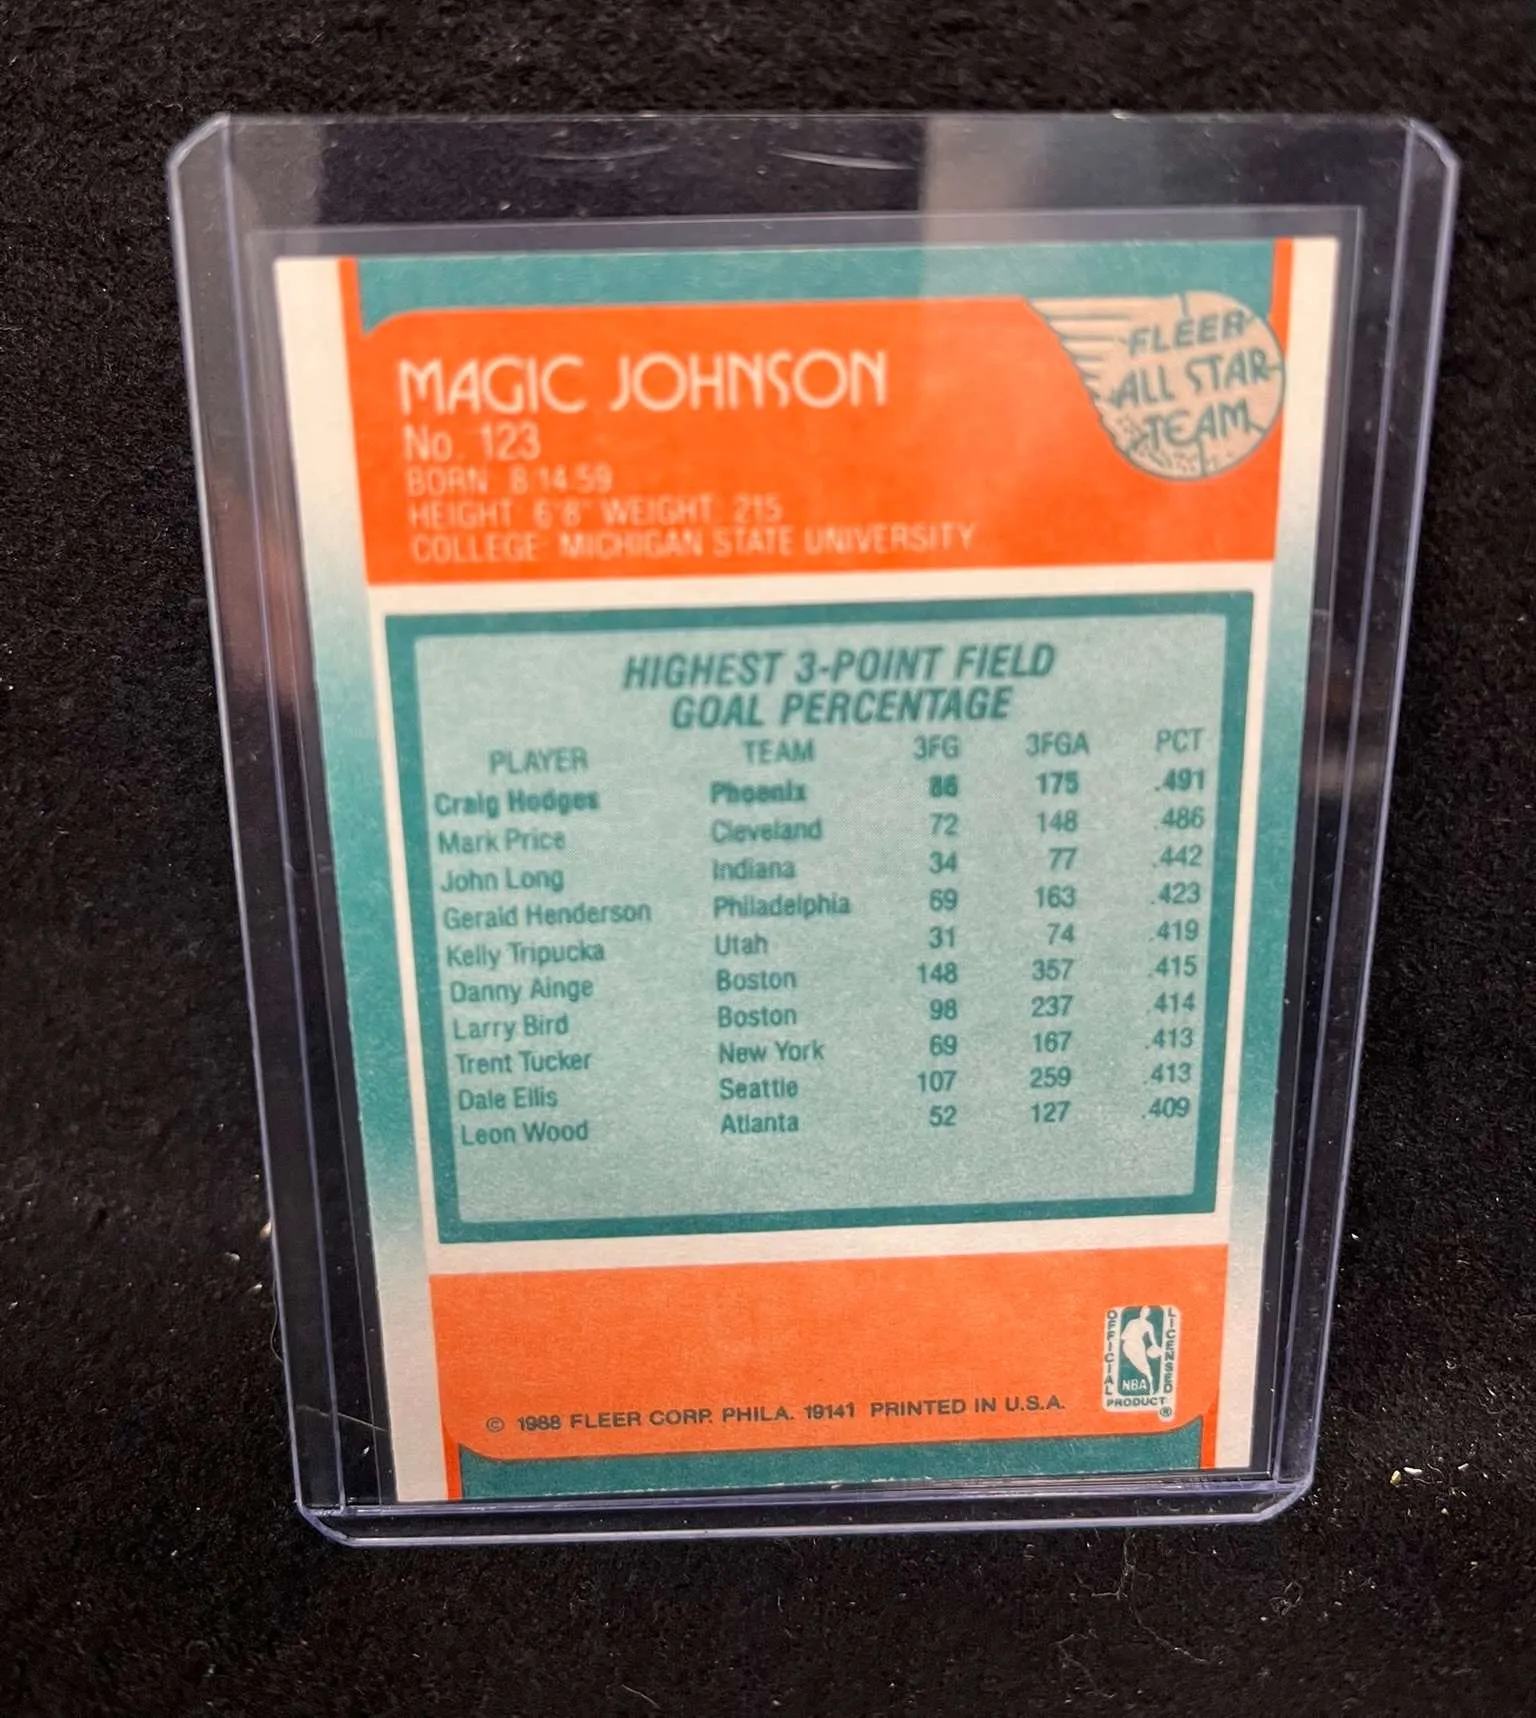 FLEER
ALL STAR
TEAM
MAGIC JOHNSON
No. 123
BORN: 8-14-59
HEIGHT: 6'8" WEIGHT: 215
COLLEGE: MICHIGAN STATE UNIVERSITY
HIGHEST 3-POINT FIELD
GOAL PERCENTAGE
PLAYER TEAM 3FG 3FGA PCT
Craig Hodges Phoenix 86 175 .491
Mark Price Cleveland 72 148 .486
John Long Indiana 34 77 .442
Gerald Henderson Philadelphia 69 163 .423
Kelly Tripucka Utah 31 74 .419
Danny Ainge Boston 148 357 .415
Larry Bird Boston 98 237 .414
Trent Tucker New York 69 167 .413
Dale Ellis Seattle 107 259 .413
Leon Wood Atlanta 52 127 .409
OFFICIAL LICENSED
NBA
PRODUCT
®
© 1988 FLEER CORP. PHILA. 19141 PRINTED IN U.S.A.